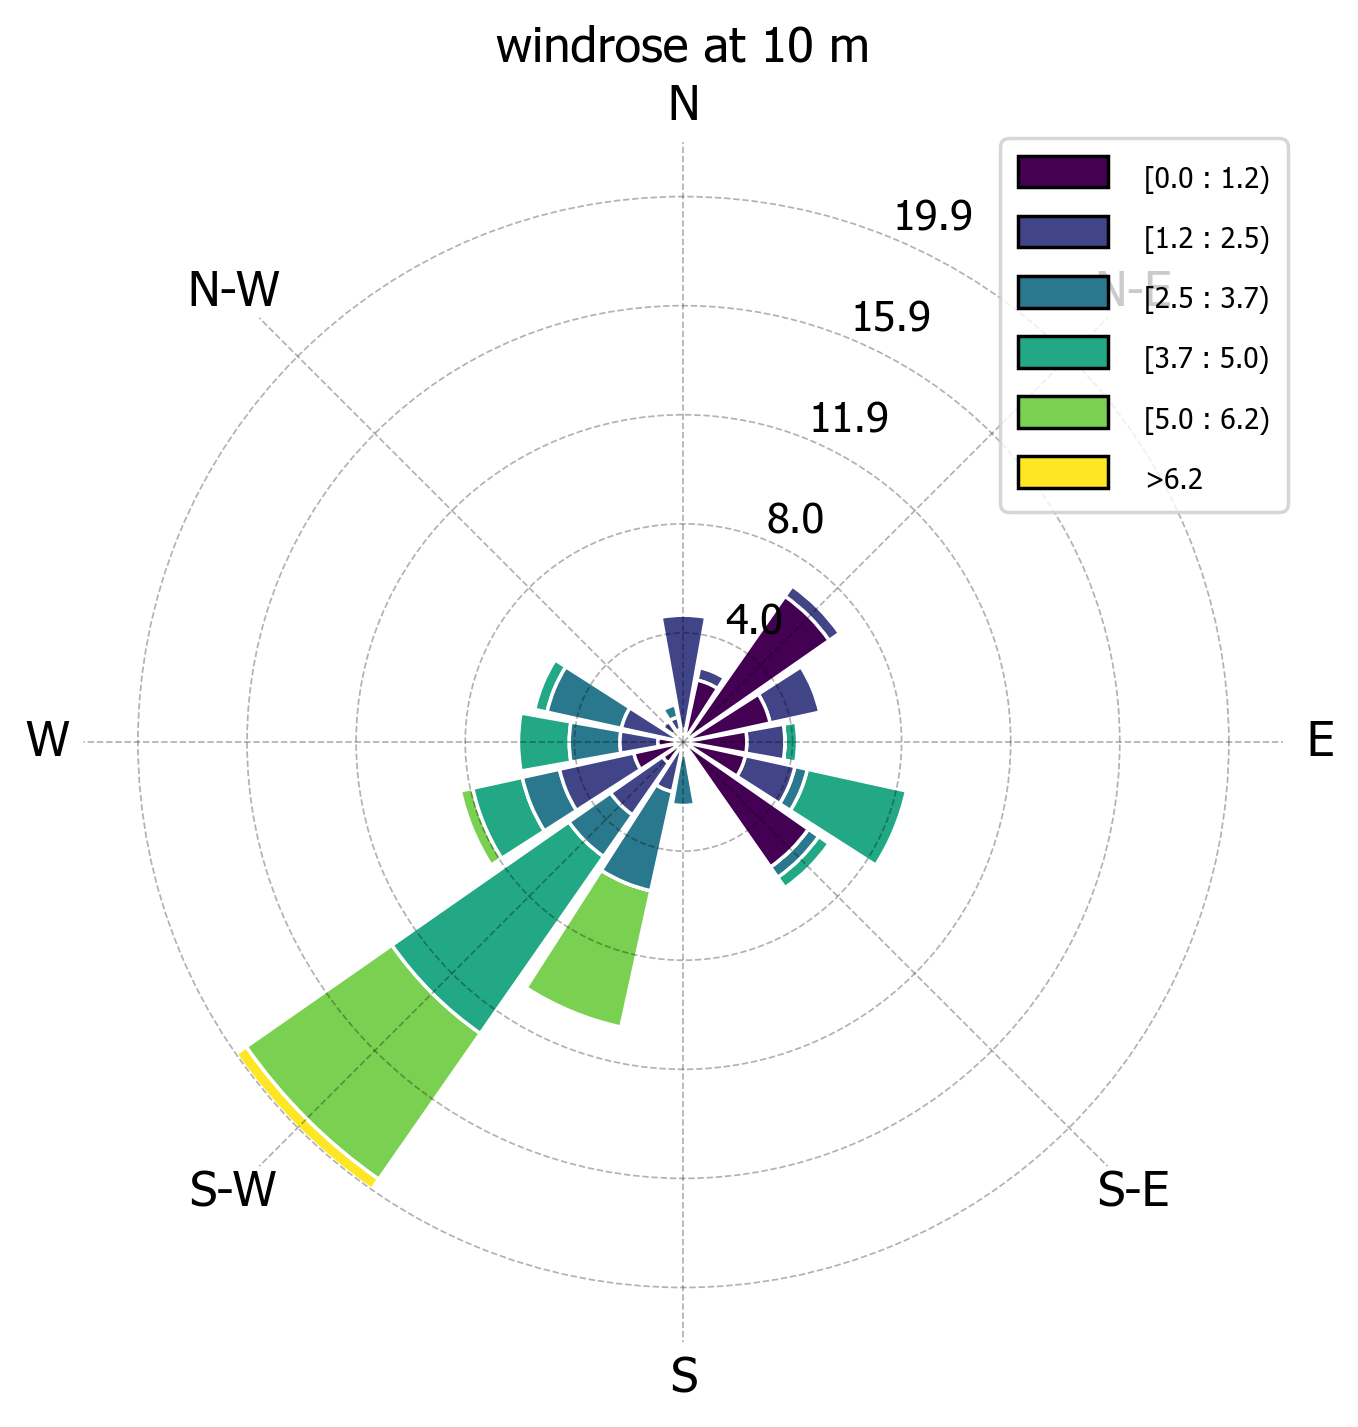 windrose at 10 m
N
[0.0 : 1.2)
19.9
[1.2 : 2.5)
N-W
N-E
[2.5 : 3.7)
15.9
[3.7 : 5.0)
11.9
[5.0 : 6.2)
>6.2
8.0
4.0
W
E
S-W
S-E
S